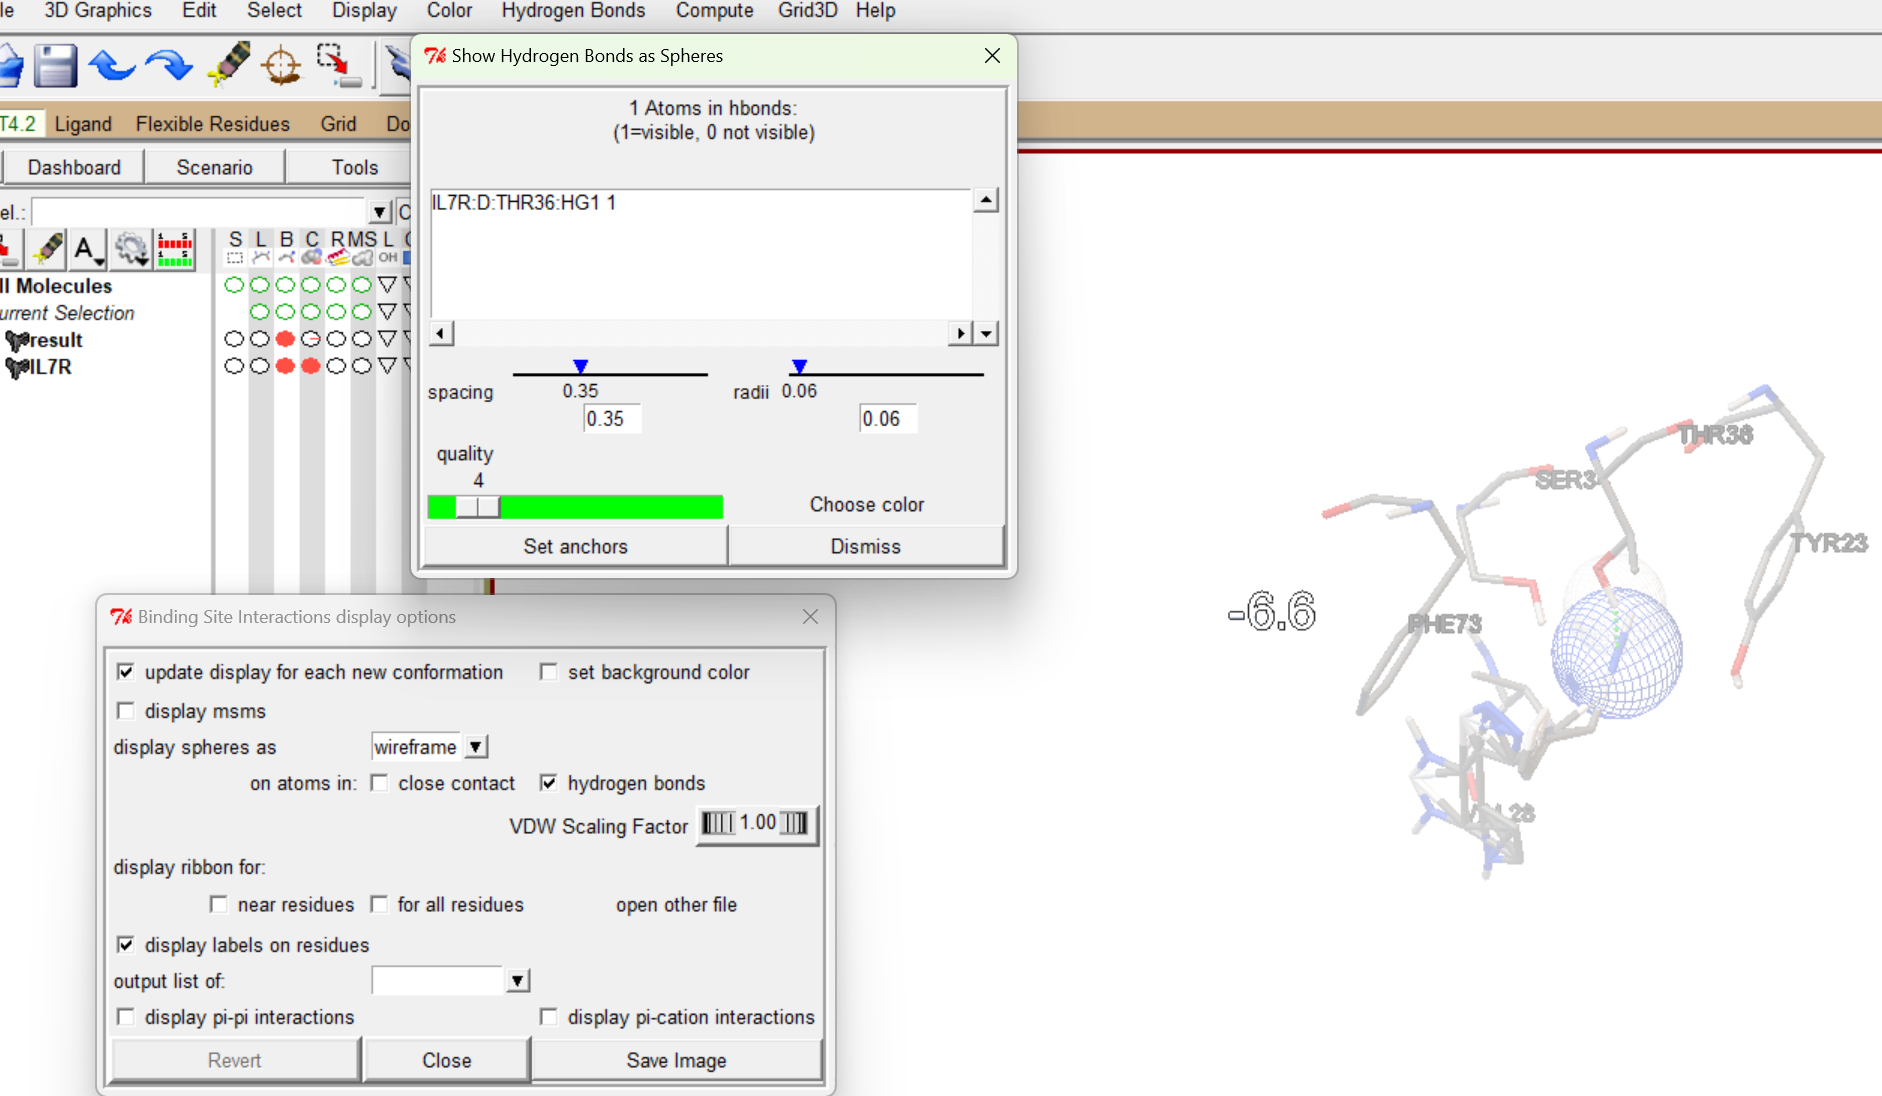 le 3D Graphics Edit Select Display Color Hydrogen Bonds Compute Grid3D Help
Show Hydrogen Bonds as Spheres
1 Atoms in hbonds:
(1=visible, 0 not visible)
IL7R:D:THR36:HG1 1
spacing 0.35 radii 0.06
0.35 0.06
quality
4
Choose color
Set anchors Dismiss
T4.2 Ligand Flexible Residues Grid Do
Dashboard Scenario Tools
el.: C
A
S L B C R MS L C
OH
ll Molecules
urrent Selection
result
IL7R
Binding Site Interactions display options
update display for each new conformation set background color
display msms
display spheres as wireframe
on atoms in: close contact hydrogen bonds
VDW Scaling Factor 1.00
display ribbon for:
near residues for all residues open other file
display labels on residues
output list of:
display pi-pi interactions display pi-cation interactions
Revert Close Save Image
THR36
SER3
TYR23
-6.6
PHE73